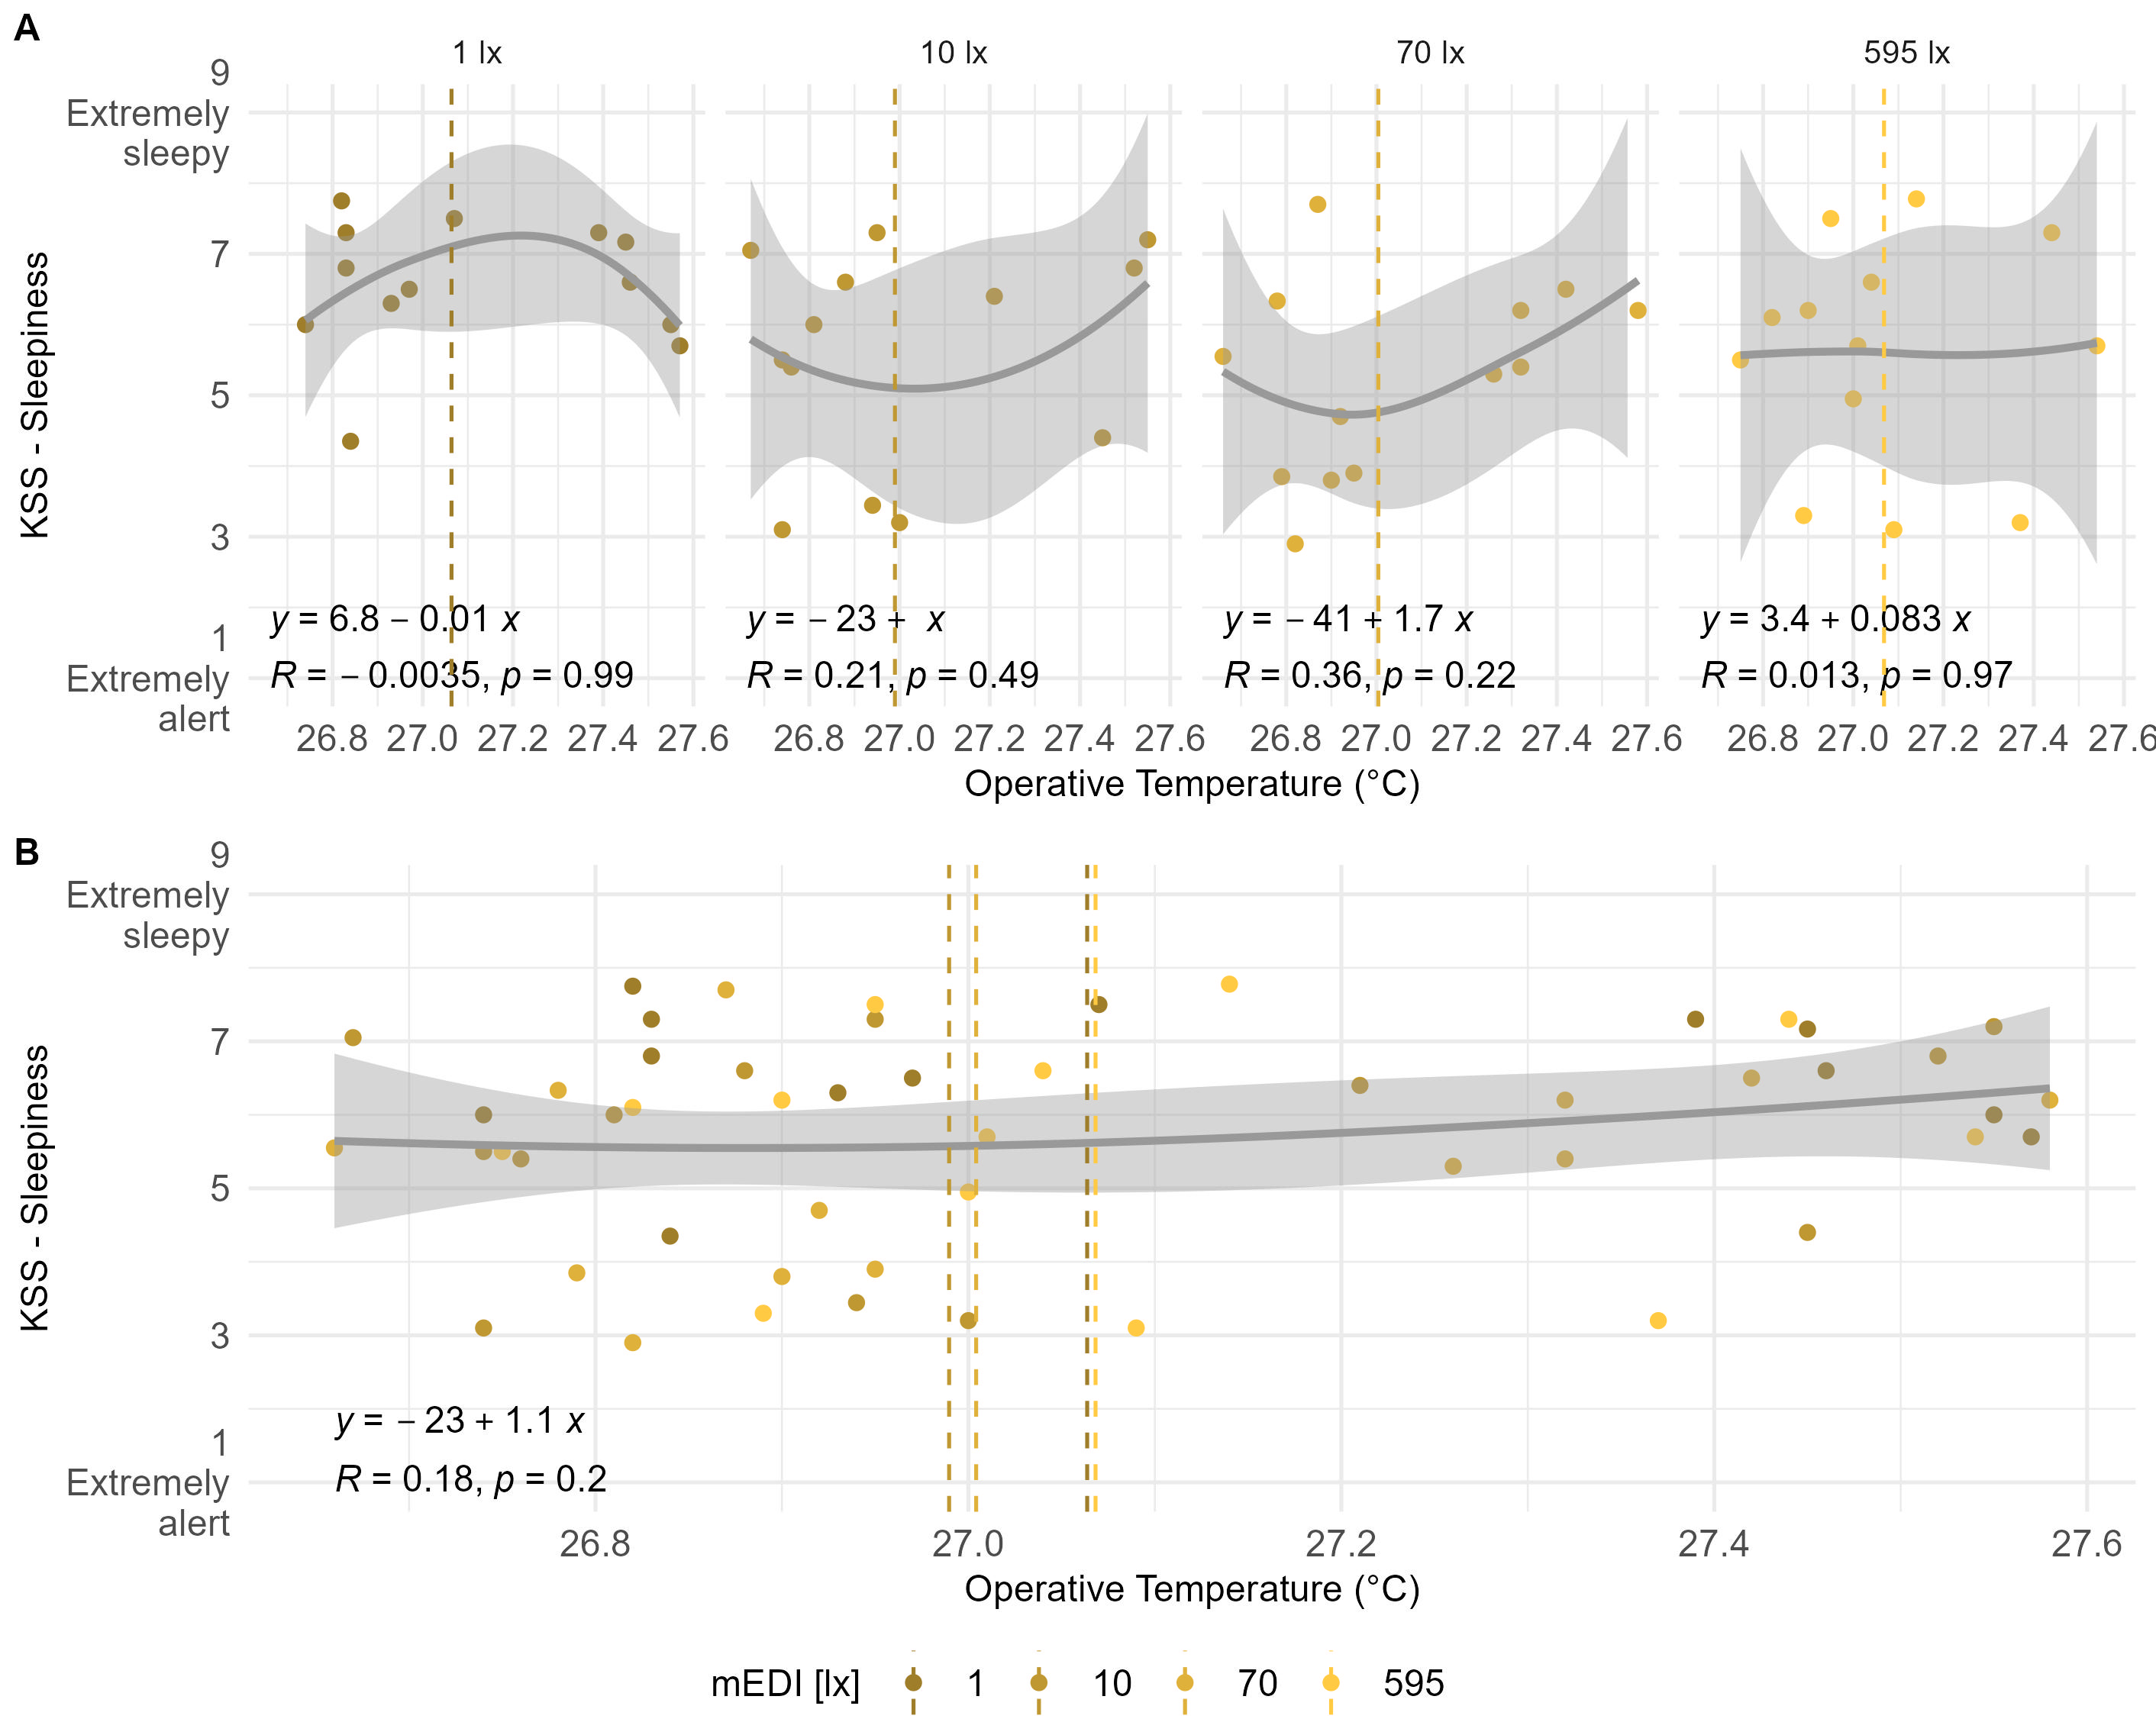 A
1 lx 10 lx 70 lx 595 lx
9
Extremely
sleepy
7
5
3
1
Extremely
alert
KSS - Sleepiness
y = 6.8 − 0.01 x
R = − 0.0035, p = 0.99
y = − 23 + x
R = 0.21, p = 0.49
y = − 41 + 1.7 x
R = 0.36, p = 0.22
y = 3.4 + 0.083 x
R = 0.013, p = 0.97
26.8 27.0 27.2 27.4 27.6 26.8 27.0 27.2 27.4 27.6 26.8 27.0 27.2 27.4 27.6 26.8 27.0 27.2 27.4 27.6
Operative Temperature (°C)
B
9
Extremely
sleepy
7
5
3
1
Extremely
alert
KSS - Sleepiness
y = − 23 + 1.1 x
R = 0.18, p = 0.2
26.8 27.0 27.2 27.4 27.6
Operative Temperature (°C)
mEDI [lx] 1 10 70 595